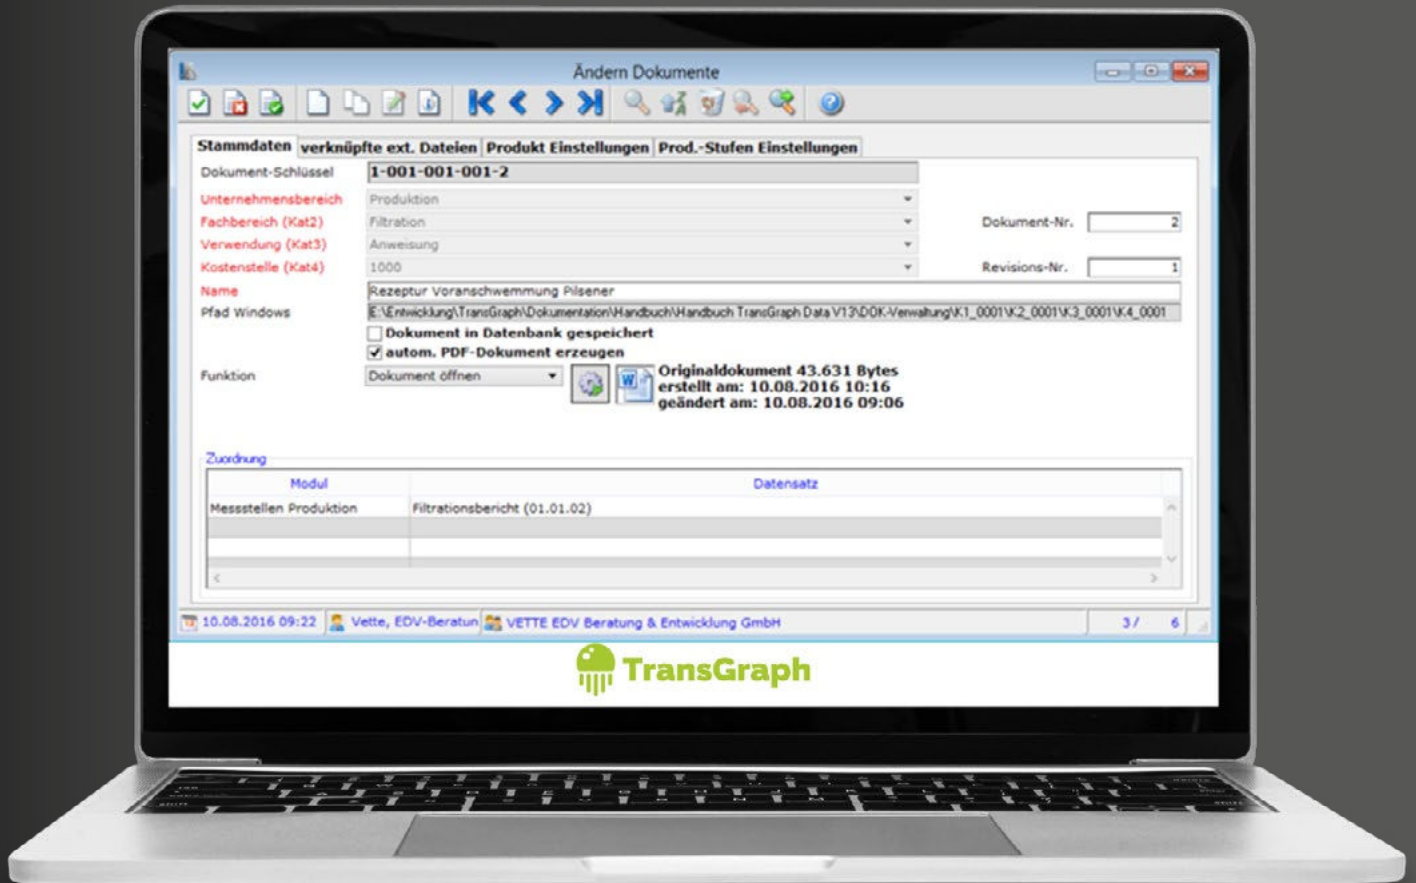 Ändern Dokumente
Stammdaten verknüpfte ext. Dateien Produkt Einstellungen Prod.-Stufen Einstellungen
Dokument-Schlüssel 1-001-001-001-2
Unternehmensbereich Produktion
Fachbereich (Kat2) Filtration Dokument-Nr. 2
Verwendung (Kat3) Anweisung
Kostenstelle (Kat4) 1000 Revisions-Nr. 1
Name Rezeptur Voranschwemmung Pilsener
Pfad Windows E:\Entwicklung\TransGraph\Dokumentation\Handbuch\Handbuch TransGraph Data V13\DOK-Verwaltung\K1_0001\K2_0001\K3_0001\K4_0001
Dokument in Datenbank gespeichert
autom. PDF-Dokument erzeugen
Funktion Dokument öffnen
Originaldokument 43.631 Bytes
erstellt am: 10.08.2016 10:16
geändert am: 10.08.2016 09:06
Zuordnung
Modul Datensatz
Messstellen Produktion Filtrationsbericht (01.01.02)
10.08.2016 09:22 Vette, EDV-Beratun VETTE EDV Beratung & Entwicklung GmbH 3/ 6
TransGraph